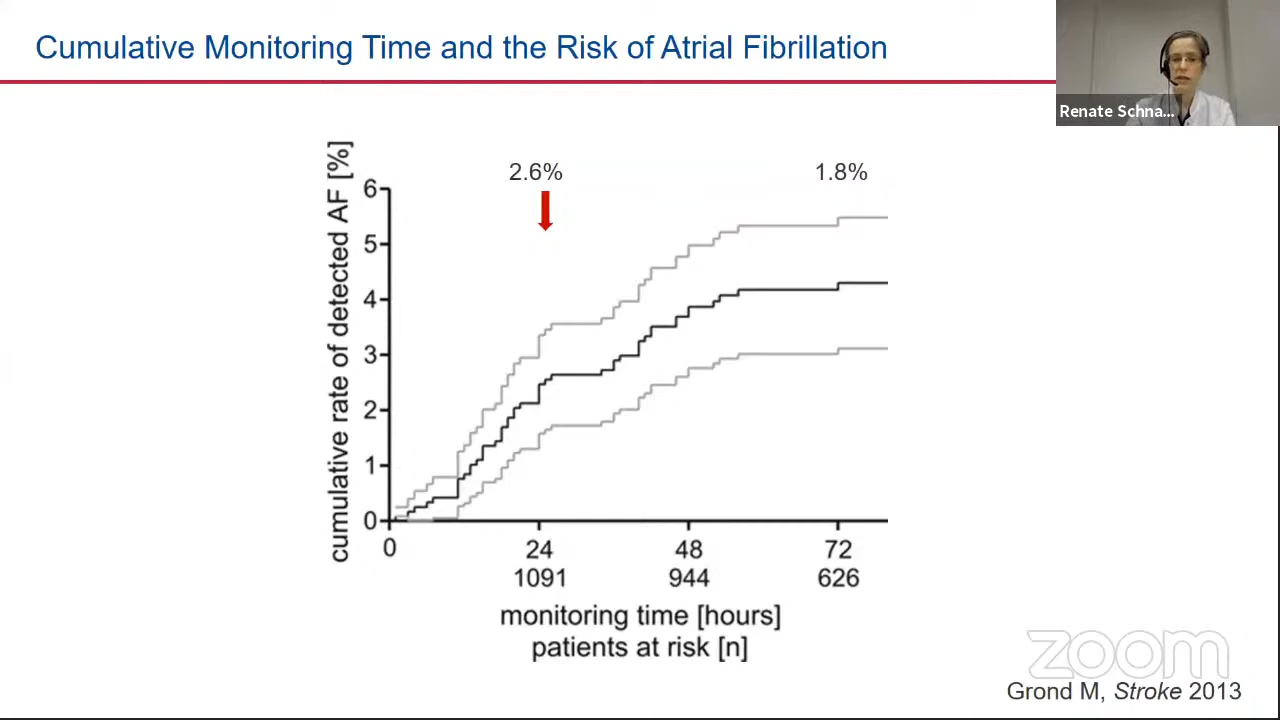 Cumulative Monitoring Time and the Risk of Atrial Fibrillation
Renate Schna...
2.6%
1.8%
cumulative rate of detected AF [%]
6
5
4
3
2
1
0
0 24 48 72
1091 944 626
monitoring time [hours]
patients at risk [n]
zoom
Grond M, Stroke 2013